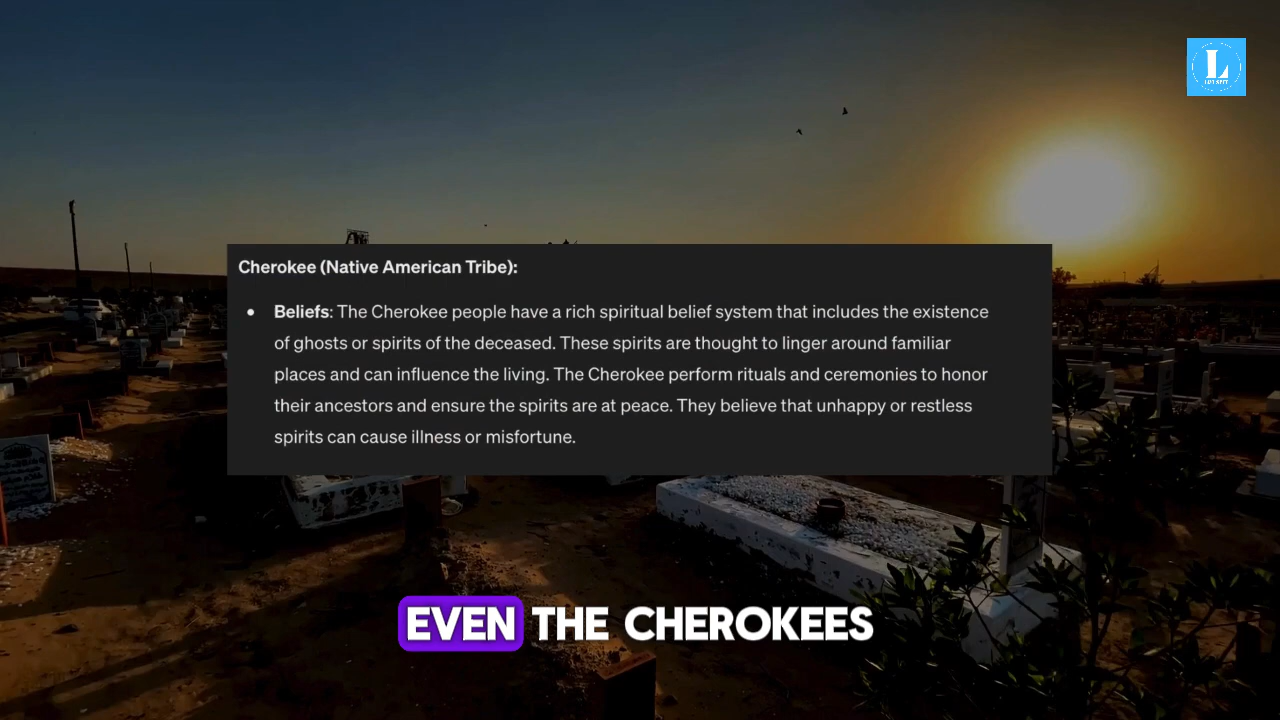 L
Cherokee (Native American Tribe):
Beliefs: The Cherokee people have a rich spiritual belief system that includes the existence
of ghosts or spirits of the deceased. These spirits are thought to linger around familiar
places and can influence the living. The Cherokee perform rituals and ceremonies to honor
their ancestors and ensure the spirits are at peace. They believe that unhappy or restless
spirits can cause illness or misfortune.
EVEN THE CHEROKEES